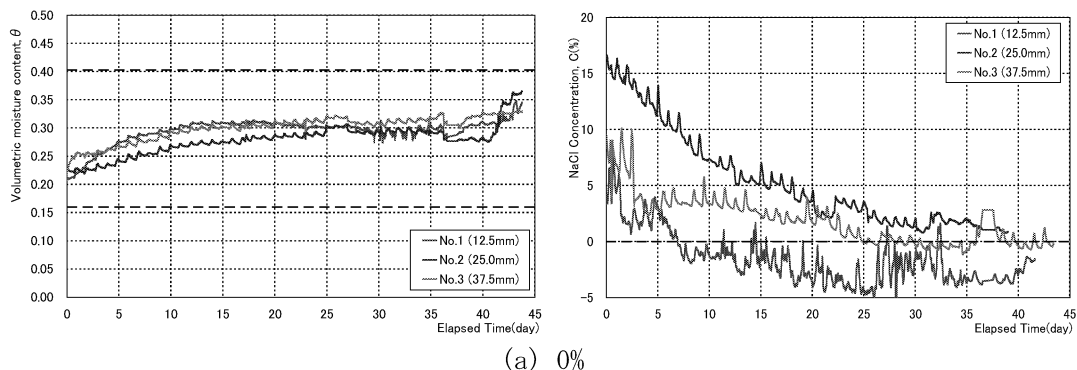 0.50
0.45
0.40
0.35
0.30
0.25
0.20
0.15
0.10
0.05
0.00
Volumetric moisture content, θ
No.1 (12.5mm)
No.2 (25.0mm)
No.3 (37.5mm)
0 5 10 15 20 25 30 35 40 45
Elapsed Time(day)
20
15
10
5
0
-5
NaCl Concentration, C(%)
No.1 (12.5mm)
No.2 (25.0mm)
No.3 (37.5mm)
0 5 10 15 20 25 30 35 40 45
Elapsed Time(day)
(a) 0%